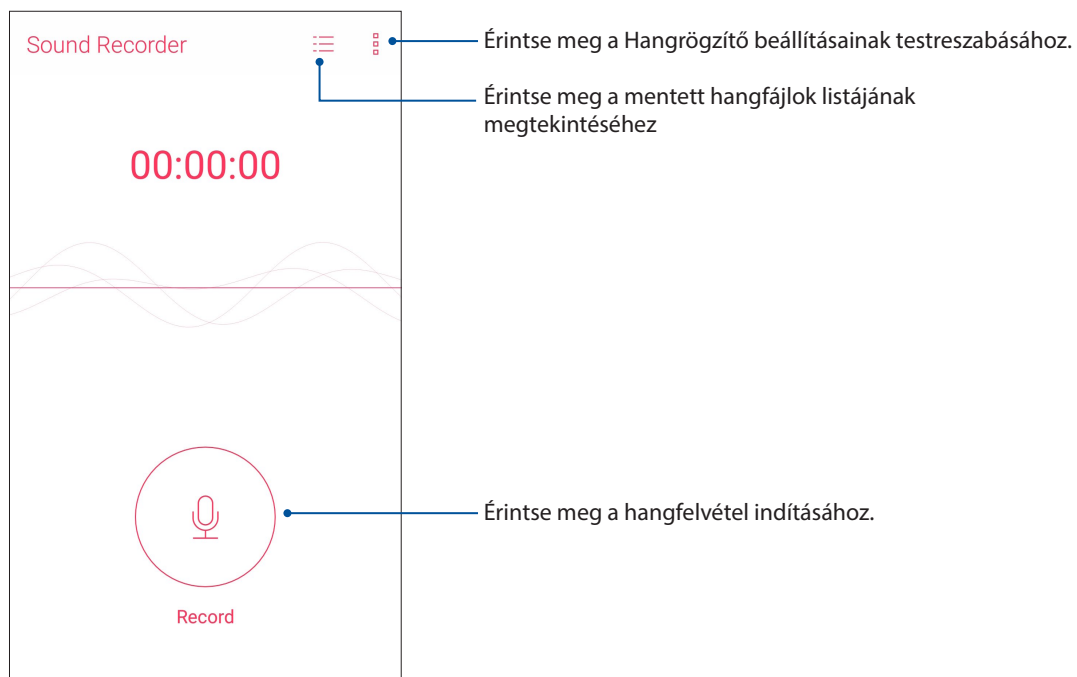 Sound Recorder
Érintse meg a Hangrögzítő beállításainak testreszabásához.
Érintse meg a mentett hangfájlok listájának
megtekintéséhez
00:00:00
Érintse meg a hangfelvétel indításához.
Record